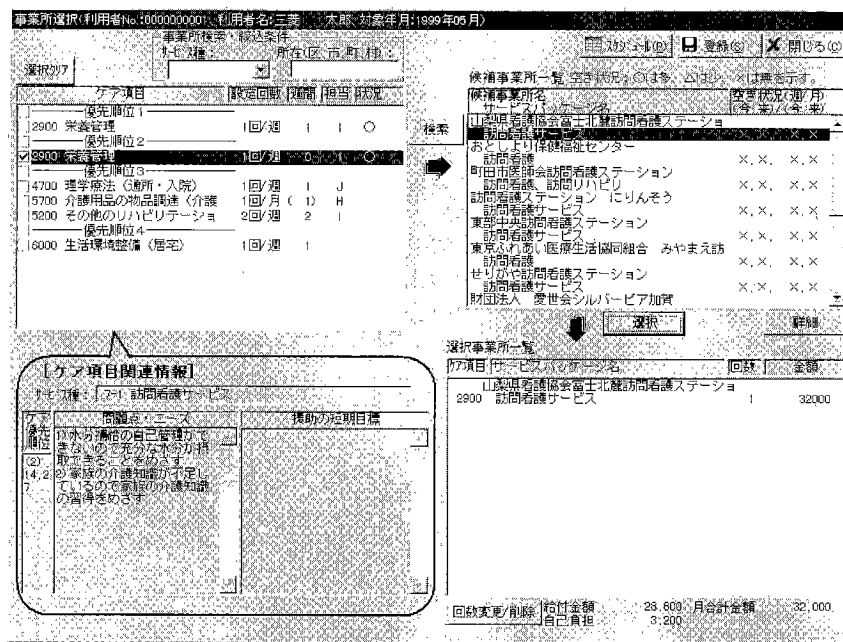 事業所選択(利用者No.:0000000001 利用者名:三菱 太郎 対象年月:1999年05月)
事業所検索・絞込条件
サービス種: 所在(区 市 町 村):
選択クリア
スケジュール(D) 登録(S) 閉じる(C)
ケア項目 設定回数 週間 担当 状況
優先順位1
2900 栄養管理 1回/週 1 1 ○
優先順位2
2900 栄養管理 1回/週 0 1 ○
優先順位3
4700 理学療法(通所・入院) 1回/週 1 J
5700 介護用品の物品調達(介護 1回/月 ( 1) H
5200 その他のリハビリテーショ 2回/週 2 1
優先順位4
6000 生活環境整備(居宅) 1回/週 1
検索
候補事業所一覧 空き状況:○は多、△は少、×は無を示す。
候補事業所名 空き状況(週/月)
サービスパッケージ名 (今 来)/(今 来)
山梨県看護協会富士北麓訪問看護ステーショ
訪問看護サービス
おとしより保健福祉センター
訪問看護 ×,×, ×,×
町田市医師会訪問看護ステーション
訪問看護、訪問リハビリ ×,×, ×,×
訪問看護ステーション にりんそう
訪問看護サービス ×,×, ×,×
東部中央訪問看護ステーション
訪問看護サービス ×,×, ×,×
東京ふれあい医療生活協同組合 みやまえ訪
訪問看護 ×,×, ×,×
せりがや訪問看護ステーション
訪問看護サービス ×,×, ×,×
財団法人 愛世会シルバーピア加賀
選択 詳細
選択事業所一覧
ケア項目 サービスパッケージ名 回数 金額
山梨県看護協会富士北麓訪問看護ステーショ
2900 訪問看護サービス 1 32000
[ケア項目関連情報]
サービス種: 訪問看護サービス
ケア優先順位 問題点・ニーズ 援助の短期目標
(2) 1)水分補給の自己管理ができないので充分な水分が摂取できることをめざす
14,2 2)家族の介護知識が不足し
7 ているので家族の介護知識
の習得をめざす
回数変更/削除 給付金額 28,800 月合計金額 32,000
自己負担 3,200